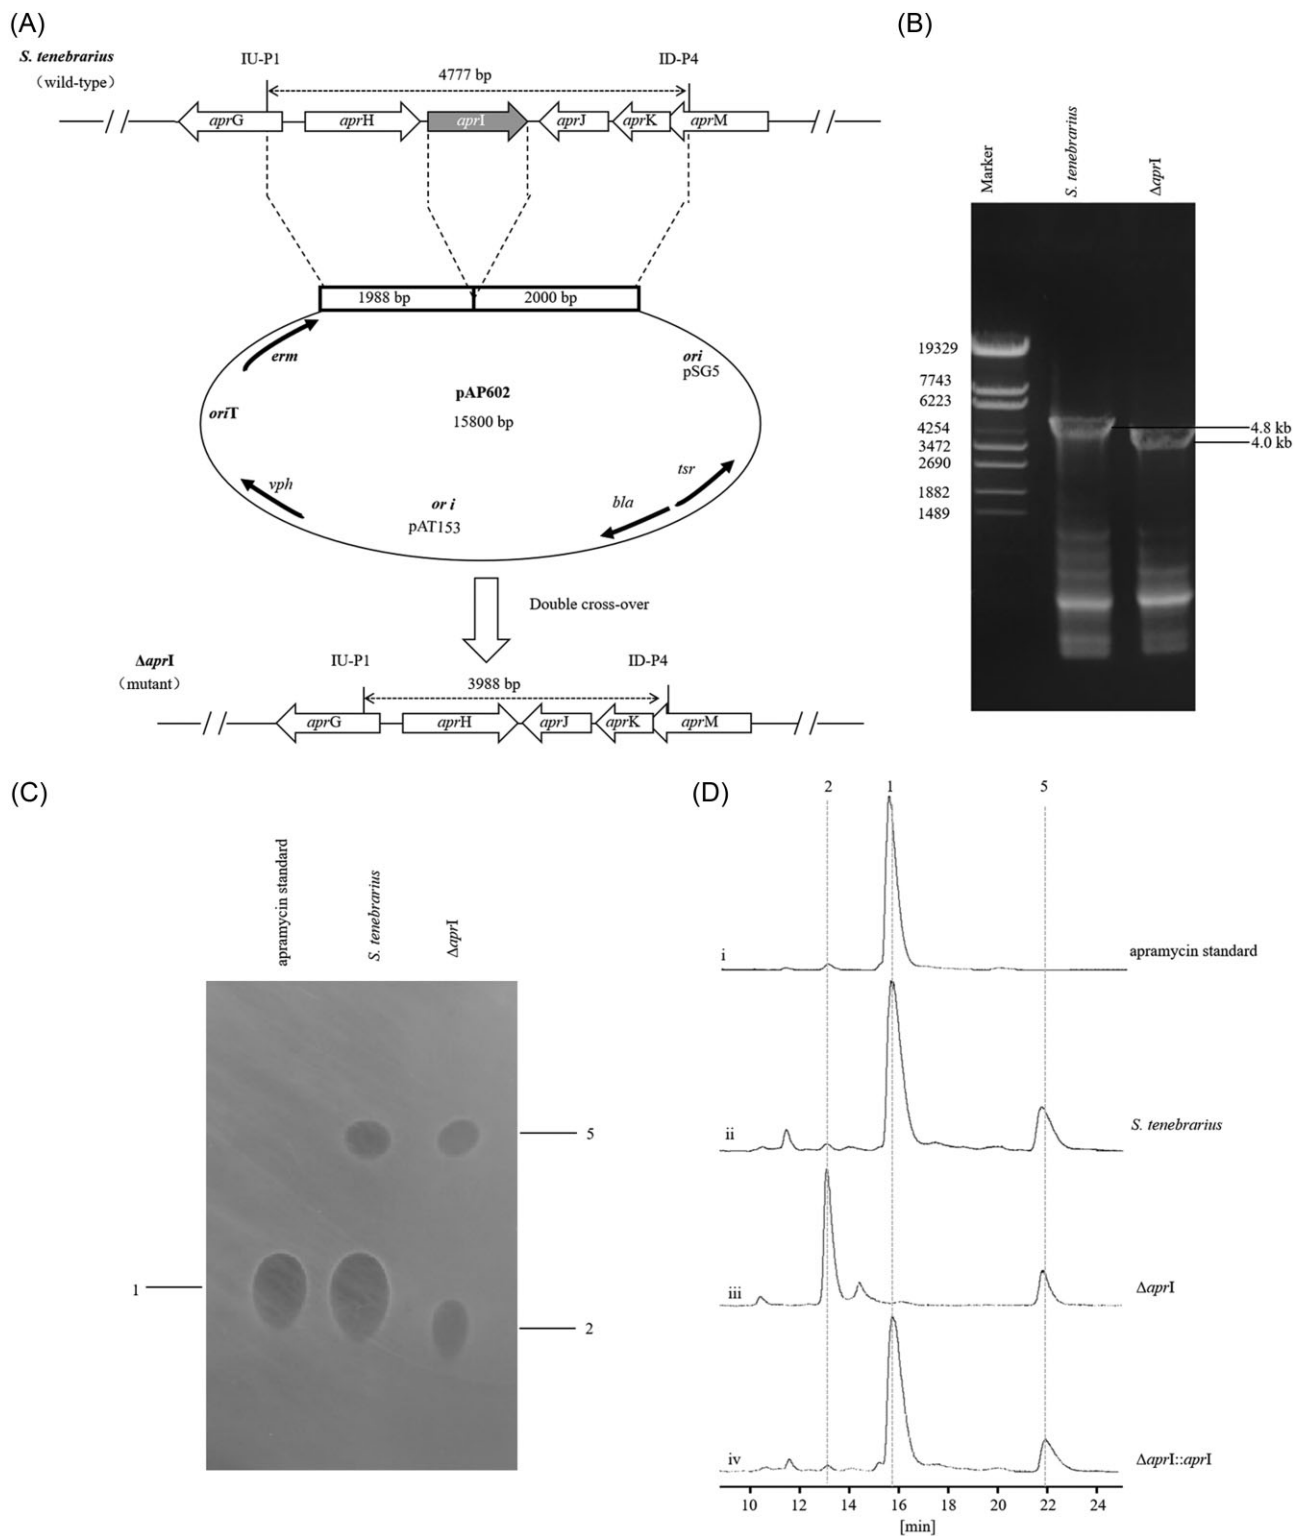 (A)
S. tenebrarius
(wild-type)
IU-P1
ID-P4
4777 bp
aprG
aprH
aprI
aprJ
aprK
aprM
1988 bp
2000 bp
erm
ori
pSG5
oriT
pAP602
15800 bp
vph
or i
pAT153
bla
tsr
Double cross-over
ΔaprI
(mutant)
IU-P1
ID-P4
3988 bp
aprG
aprH
aprJ
aprK
aprM
(B)
Marker
S. tenebrarius
ΔaprI
19329
7743
6223
4254
3472
2690
1882
1489
4.8 kb
4.0 kb
(C)
apramycin standard
S. tenebrarius
ΔaprI
5
1
2
(D)
2
1
5
i
apramycin standard
ii
S. tenebrarius
iii
ΔaprI
iv
ΔaprI::aprI
10 12 14 16 18 20 22 24
[min]